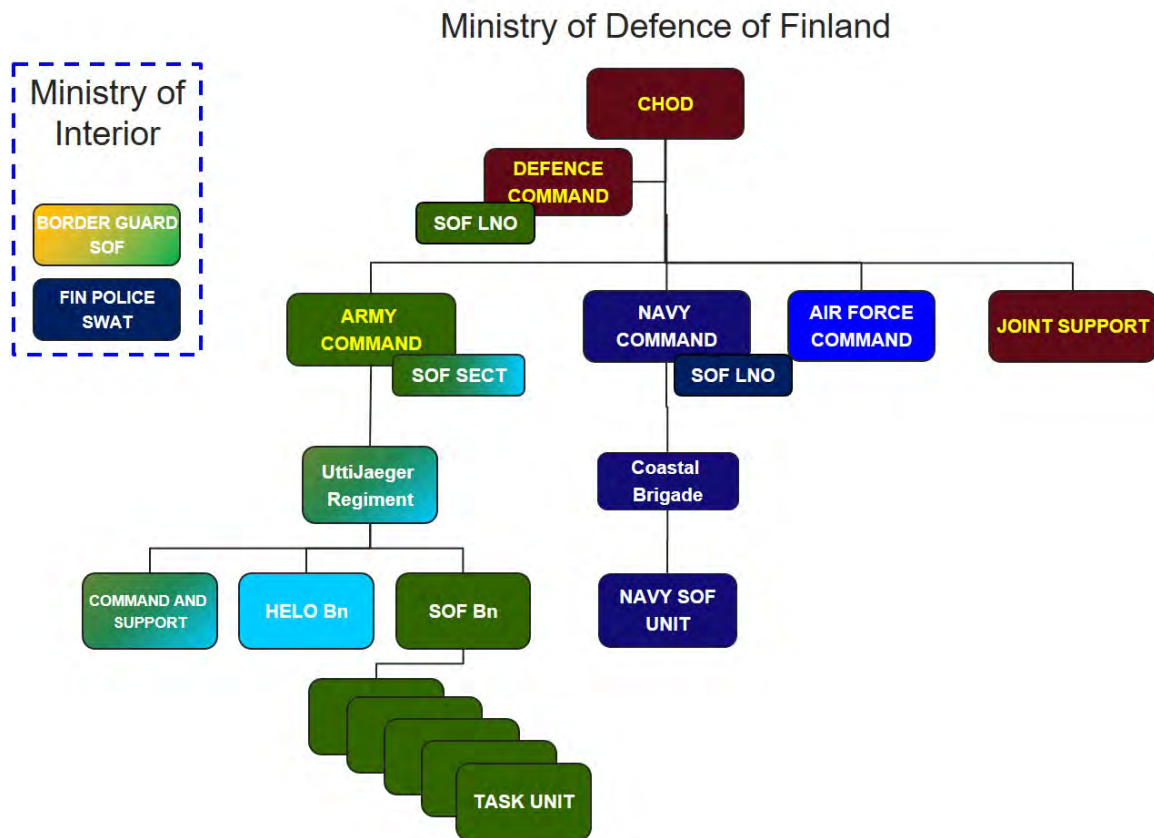 Ministry of Defence of Finland
Ministry of
Interior
BORDER GUARD
SOF
FIN POLICE
SWAT
CHOD
DEFENCE
COMMAND
SOF LNO
ARMY
COMMAND
SOF SECT
NAVY
COMMAND
SOF LNO
AIR FORCE
COMMAND
JOINT SUPPORT
UttiJaeger
Regiment
Coastal
Brigade
COMMAND AND
SUPPORT
HELO Bn
SOF Bn
NAVY SOF
UNIT
TASK UNIT